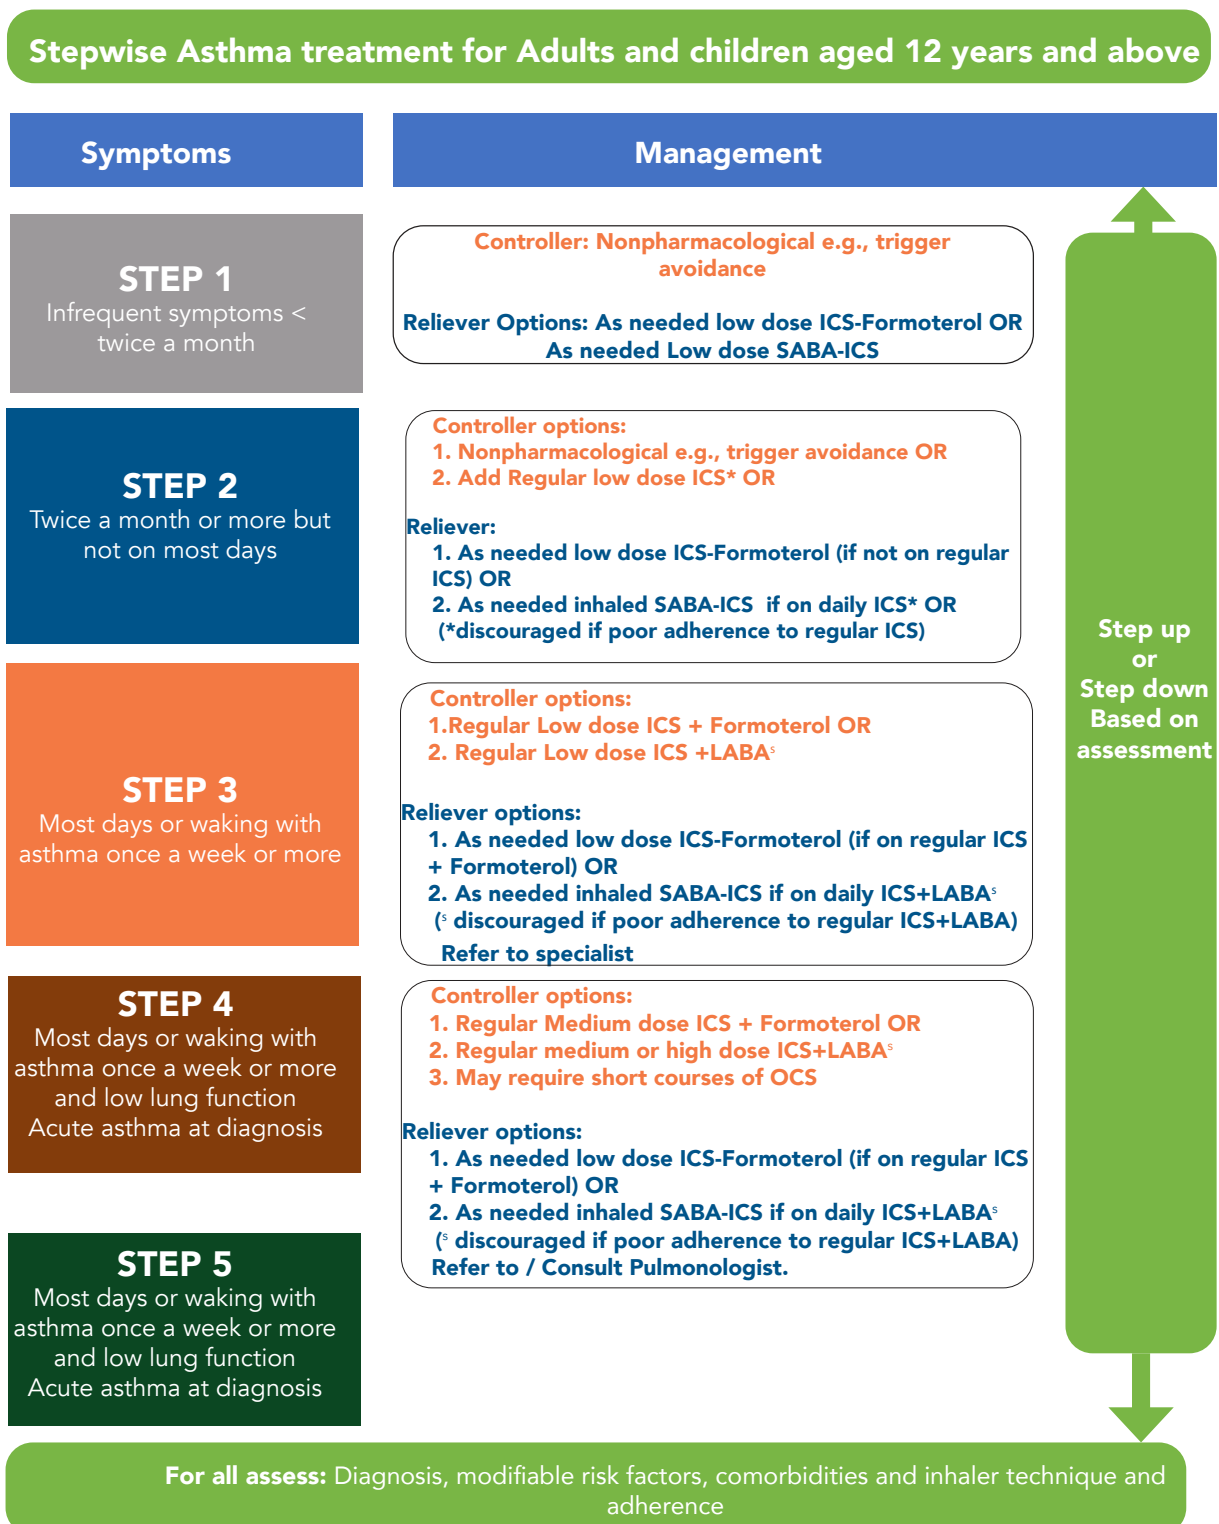 Stepwise Asthma treatment for Adults and children aged 12 years and above
Symptoms
Management
STEP 1
Infrequent symptoms <
twice a month
Controller: Nonpharmacological e.g., trigger
avoidance
Reliever Options: As needed low dose ICS-Formoterol OR
As needed Low dose SABA-ICS
STEP 2
Twice a month or more but
not on most days
Controller options:
1. Nonpharmacological e.g., trigger avoidance OR
2. Add Regular low dose ICS* OR
Reliever:
1. As needed low dose ICS-Formoterol (if not on regular
ICS) OR
2. As needed inhaled SABA-ICS if on daily ICS* OR
(*discouraged if poor adherence to regular ICS)
STEP 3
Most days or waking with
asthma once a week or more
Controller options:
1.Regular Low dose ICS + Formoterol OR
2. Regular Low dose ICS +LABAˢ
Reliever options:
1. As needed low dose ICS-Formoterol (if on regular ICS
+ Formoterol) OR
2. As needed inhaled SABA-ICS if on daily ICS+LABAˢ
(ˢ discouraged if poor adherence to regular ICS+LABA)
Refer to specialist
STEP 4
Most days or waking with
asthma once a week or more
and low lung function
Acute asthma at diagnosis
Controller options:
1. Regular Medium dose ICS + Formoterol OR
2. Regular medium or high dose ICS+LABAˢ
3. May require short courses of OCS
Reliever options:
1. As needed low dose ICS-Formoterol (if on regular ICS
+ Formoterol) OR
2. As needed inhaled SABA-ICS if on daily ICS+LABAˢ
(ˢ discouraged if poor adherence to regular ICS+LABA)
Refer to / Consult Pulmonologist.
STEP 5
Most days or waking with
asthma once a week or more
and low lung function
Acute asthma at diagnosis
Step up
or
Step down
Based on
assessment
For all assess: Diagnosis, modifiable risk factors, comorbidities and inhaler technique and
adherence